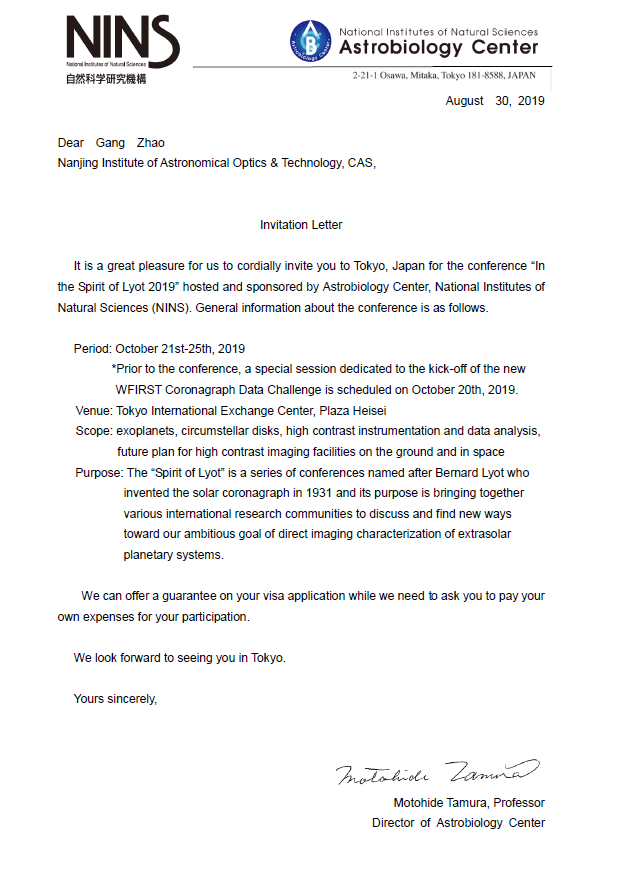 NINS
National Institutes of Natural Sciences
自然科学研究機構
ABC
National Institutes of Natural Sciences
Astrobiology Center
2-21-1 Osawa, Mitaka, Tokyo 181-8588, JAPAN
August 30, 2019
Dear Gang Zhao
Nanjing Institute of Astronomical Optics & Technology, CAS,
Invitation Letter
It is a great pleasure for us to cordially invite you to Tokyo, Japan for the conference “In
the Spirit of Lyot 2019” hosted and sponsored by Astrobiology Center, National Institutes of
Natural Sciences (NINS). General information about the conference is as follows.
Period: October 21st-25th, 2019
*Prior to the conference, a special session dedicated to the kick-off of the new
WFIRST Coronagraph Data Challenge is scheduled on October 20th, 2019.
Venue: Tokyo International Exchange Center, Plaza Heisei
Scope: exoplanets, circumstellar disks, high contrast instrumentation and data analysis,
future plan for high contrast imaging facilities on the ground and in space
Purpose: The “Spirit of Lyot” is a series of conferences named after Bernard Lyot who
invented the solar coronagraph in 1931 and its purpose is bringing together
various international research communities to discuss and find new ways
toward our ambitious goal of direct imaging characterization of extrasolar
planetary systems.
We can offer a guarantee on your visa application while we need to ask you to pay your
own expenses for your participation.
We look forward to seeing you in Tokyo.
Yours sincerely,
Motohide Tamura
Motohide Tamura, Professor
Director of Astrobiology Center